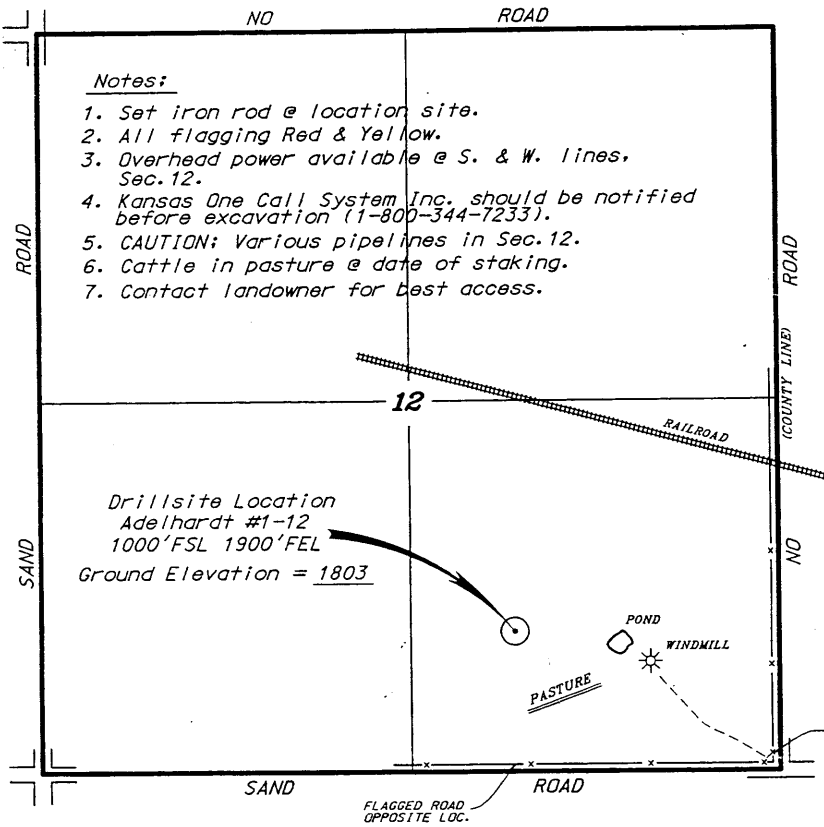 NO ROAD
Notes:
1. Set iron rod @ location site.
2. All flagging Red & Yellow.
3. Overhead power available @ S. & W. lines,
Sec. 12.
4. Kansas One Call System Inc. should be notified
before excavation (1-800-344-7233).
5. CAUTION: Various pipelines in Sec. 12.
6. Cattle in pasture @ date of staking.
7. Contact landowner for best access.
ROAD
ROAD
(COUNTY LINE)
12
RAILROAD
Drillsite Location
Adelhardt #1-12
1000'FSL 1900'FEL
Ground Elevation = 1803
SAND
NO
POND
WINDMILL
PASTURE
SAND ROAD
FLAGGED ROAD
OPPOSITE LOC.